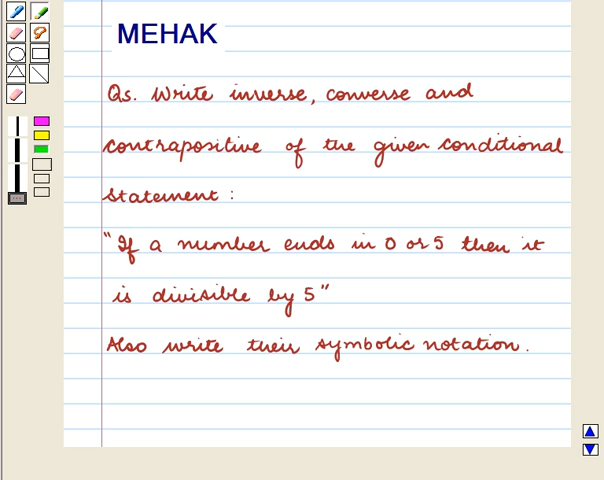 MEHAK
Qs. Write inverse, converse and
contrapositive of the given conditional
statement :
"If a number ends in 0 or 5 then it
is divisible by 5"
Also write their symbolic notation.